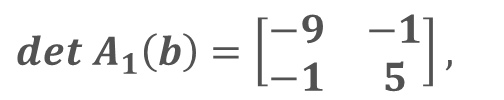 det A₁(b) = [−9 −1
−1 5],